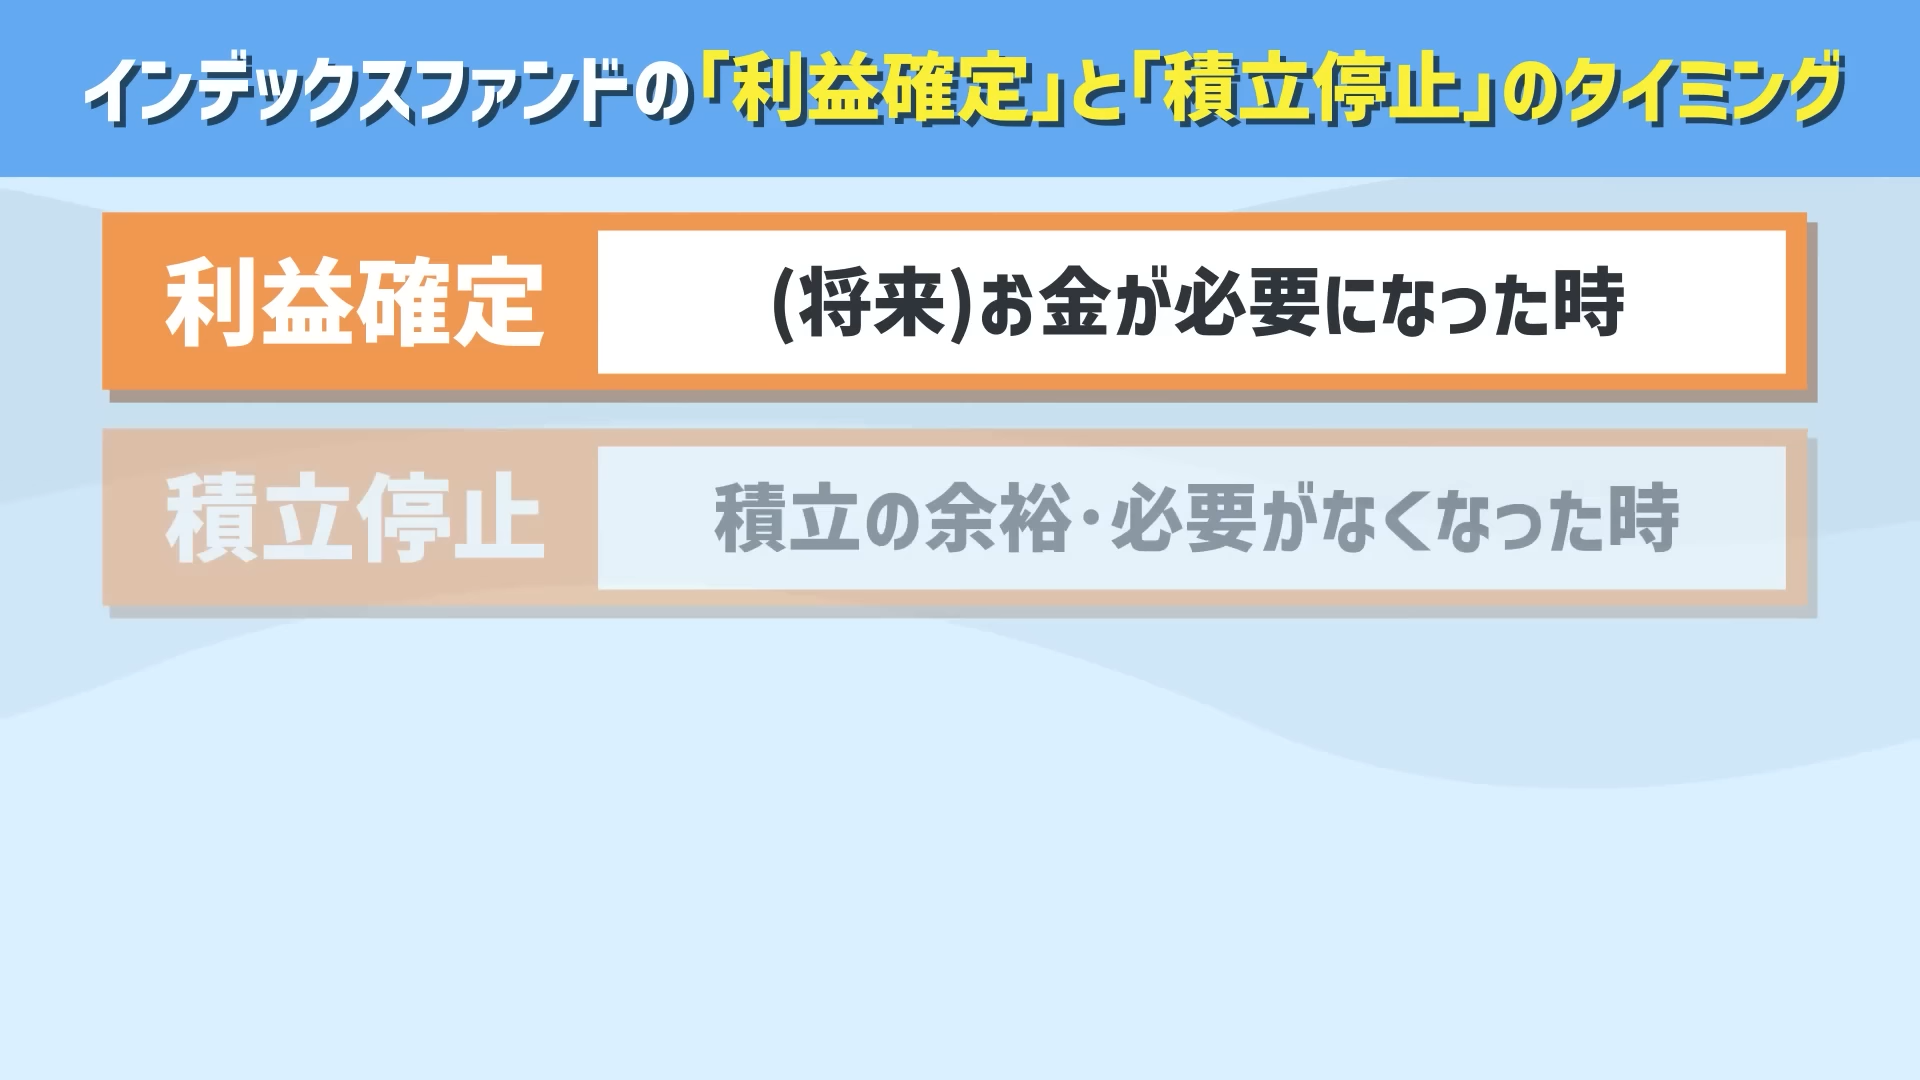 インデックスファンドの「利益確定」と「積立停止」のタイミング
利益確定
(将来)お金が必要になった時
積立停止
積立の余裕・必要がなくなった時